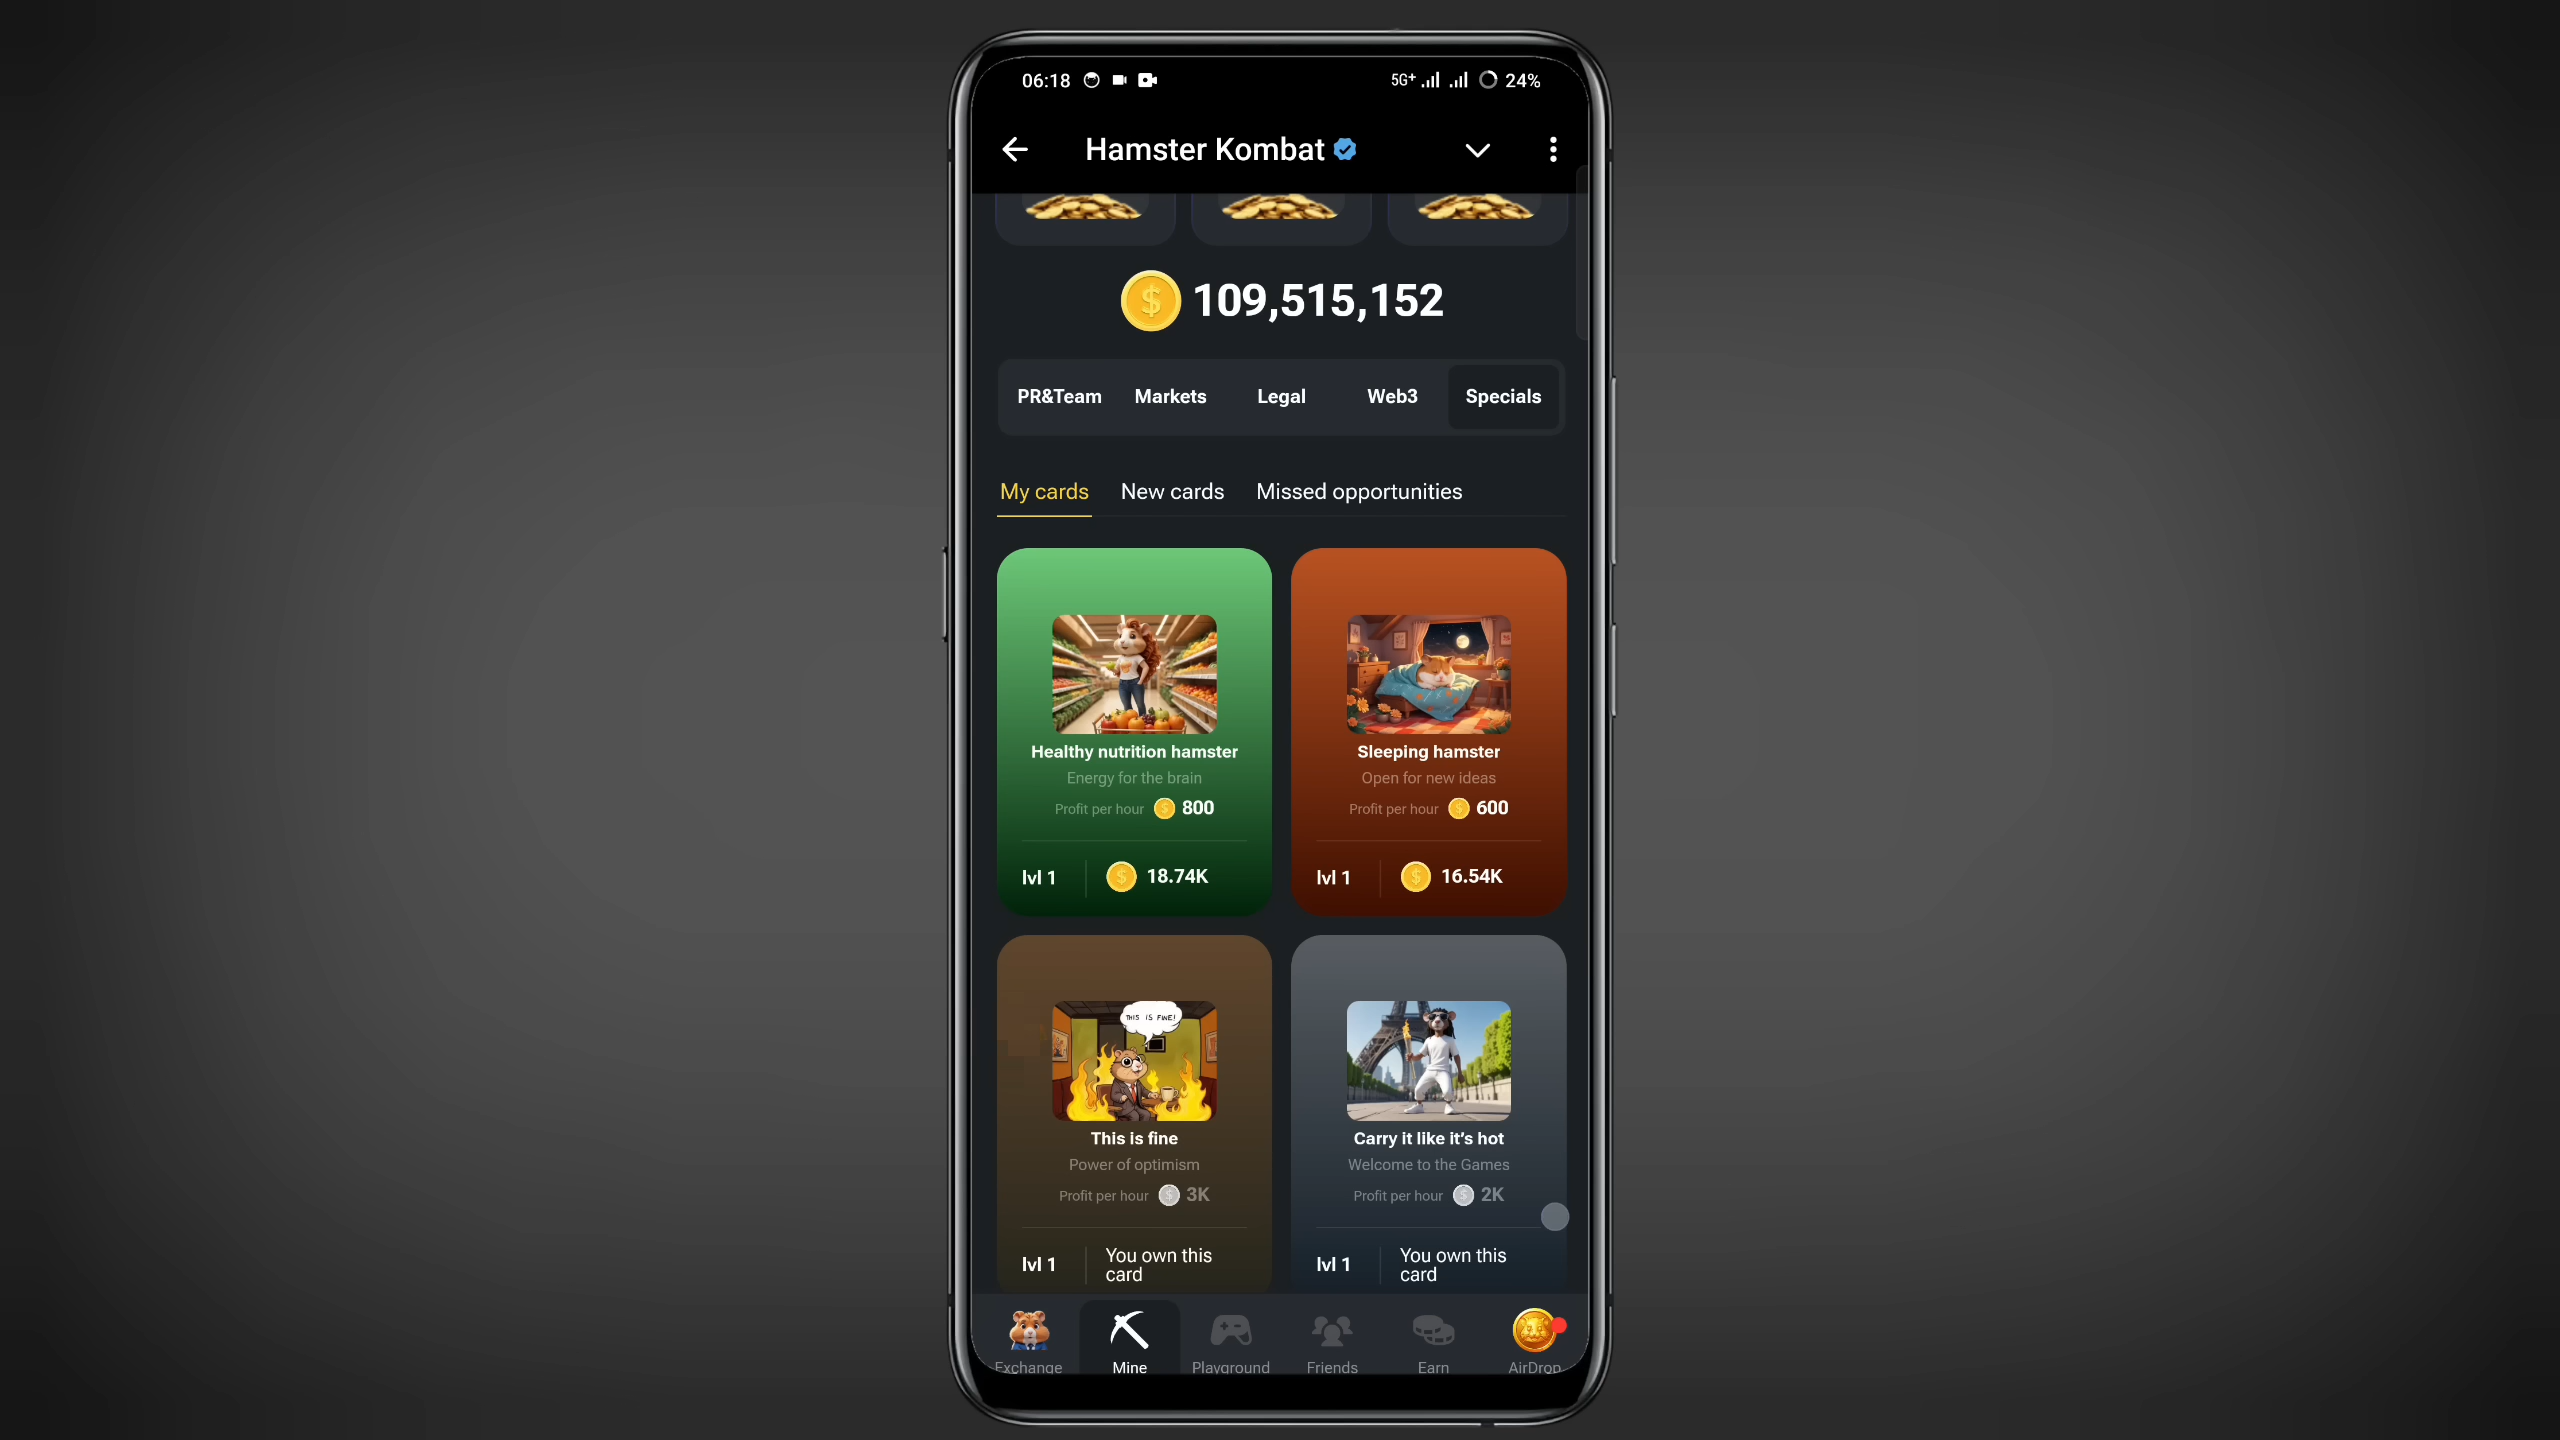 06:18 5G+ 24%
Hamster Kombat
109,515,152
PR&Team Markets Legal Web3 Specials
My cards New cards Missed opportunities
Healthy nutrition hamster
Energy for the brain
Profit per hour 800
lvl 1 18.74K
Sleeping hamster
Open for new ideas
Profit per hour 600
lvl 1 16.54K
THIS IS FINE!
This is fine
Power of optimism
Profit per hour 3K
lvl 1 You own this
card
Carry it like it's hot
Welcome to the Games
Profit per hour 2K
lvl 1 You own this
card
Exchange Mine Playground Friends Earn AirDrop